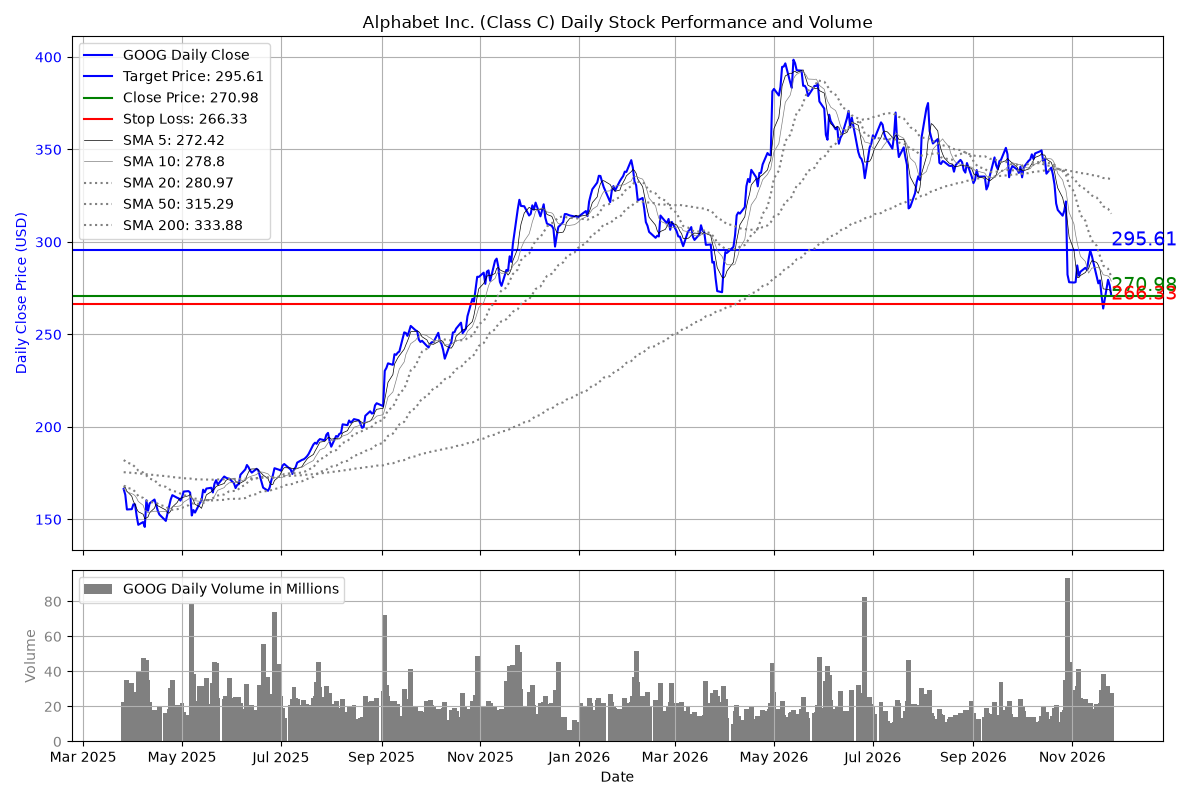 Alphabet Inc. (Class C) Daily Stock Performance and Volume
GOOG Daily Close
Target Price: 295.61
Close Price: 270.98
Stop Loss: 266.33
SMA 5: 272.42
SMA 10: 278.8
SMA 20: 280.97
SMA 50: 315.29
SMA 200: 333.88
400
350
300
250
200
150
Daily Close Price (USD)
295.61
270.98
266.33
GOOG Daily Volume in Millions
80
60
40
20
0
Volume
Mar 2025 May 2025 Jul 2025 Sep 2025 Nov 2025 Jan 2026 Mar 2026 May 2026 Jul 2026 Sep 2026 Nov 2026
Date